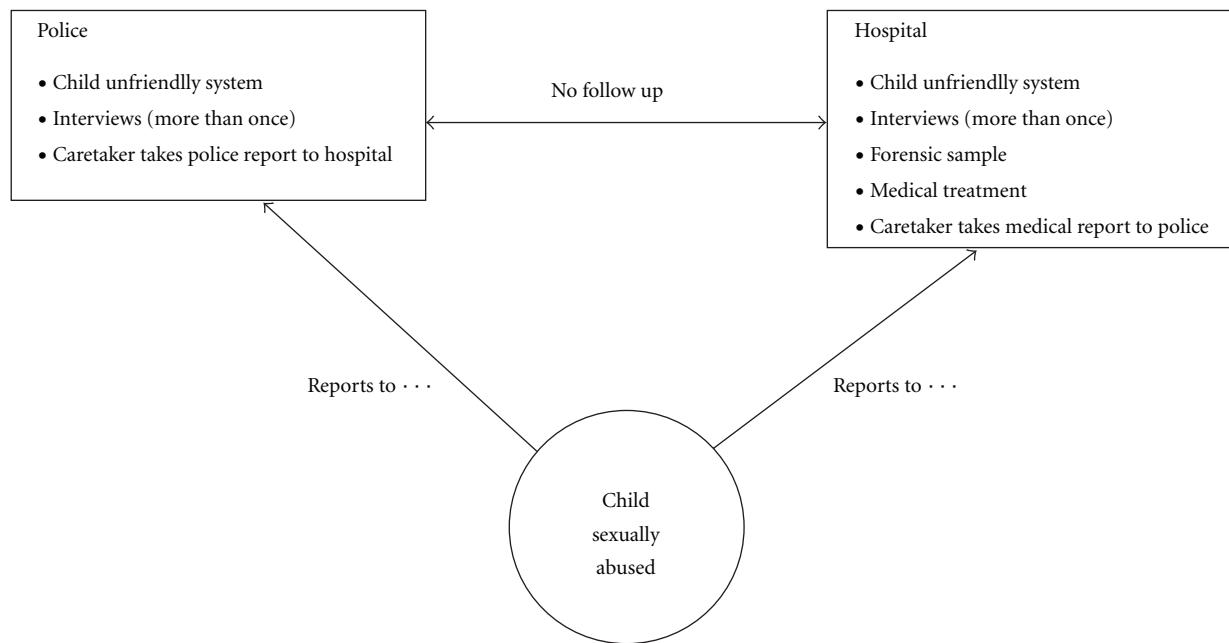 Police
• Child unfriendlly system
• Interviews (more than once)
• Caretaker takes police report to hospital
No follow up
Hospital
• Child unfriendlly system
• Interviews (more than once)
• Forensic sample
• Medical treatment
• Caretaker takes medical report to police
Reports to · · ·
Reports to · · ·
Child
sexually
abused